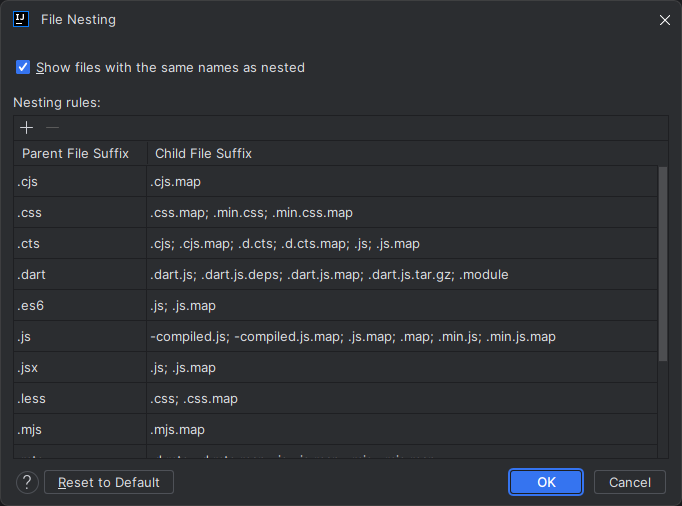 IJ
File Nesting
Show files with the same names as nested
Nesting rules:
Parent File Suffix Child File Suffix
.cjs .cjs.map
.css .css.map; .min.css; .min.css.map
.cts .cjs; .cjs.map; .d.cts; .d.cts.map; .js; .js.map
.dart .dart.js; .dart.js.deps; .dart.js.map; .dart.js.tar.gz; .module
.es6 .js; .js.map
.js -compiled.js; -compiled.js.map; .js.map; .map; .min.js; .min.js.map
.jsx .js; .js.map
.less .css; .css.map
.mjs .mjs.map
? Reset to Default OK Cancel